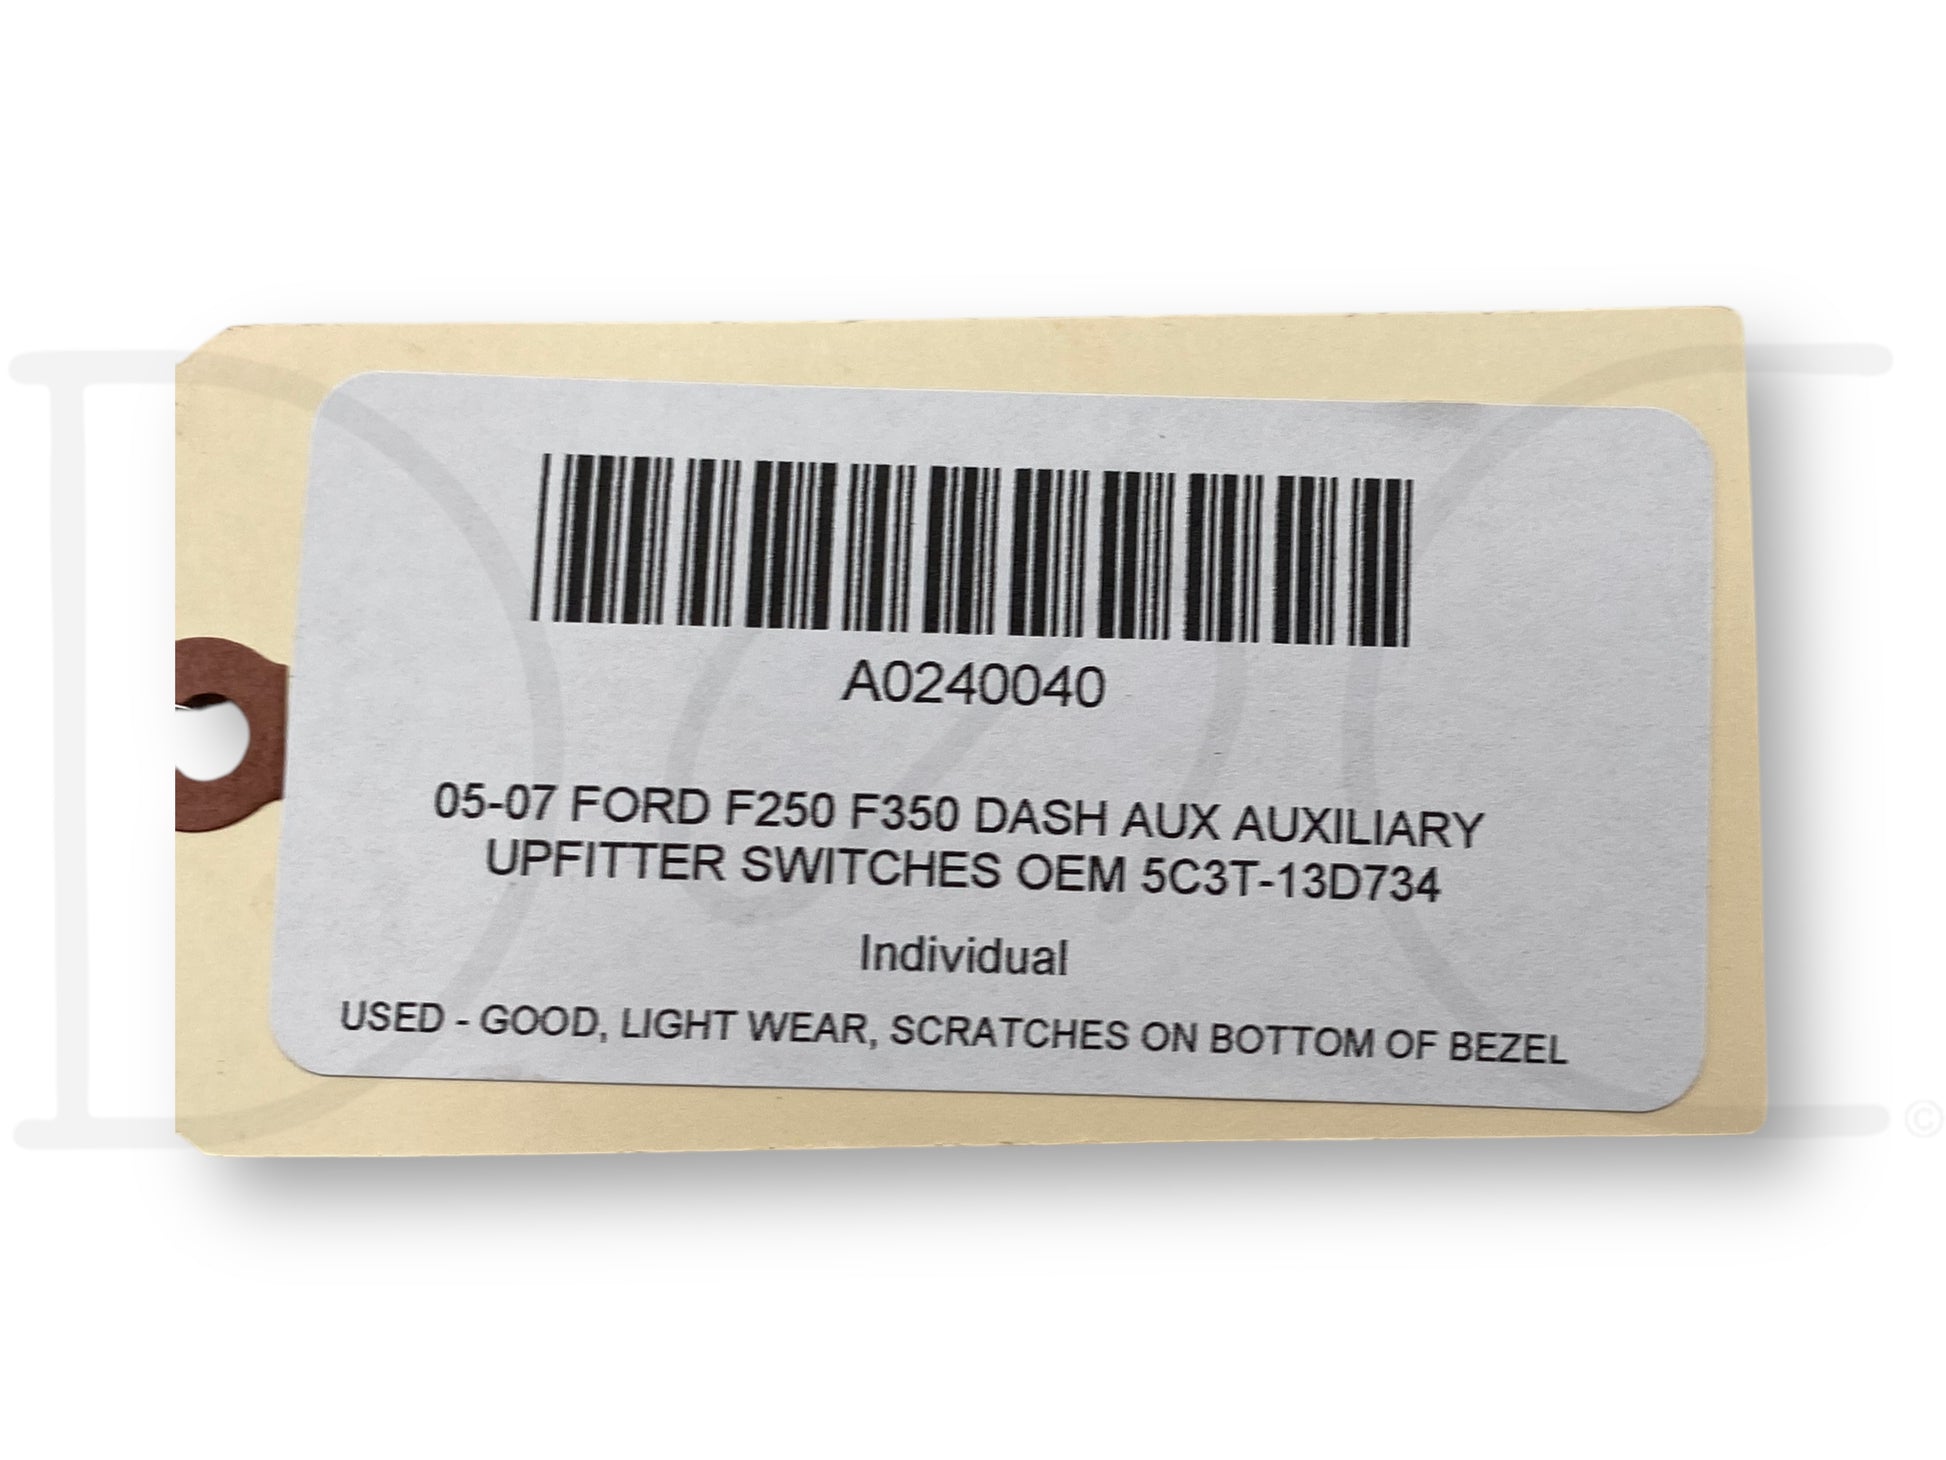 A0240040
05-07 FORD F250 F350 DASH AUX AUXILIARY
UPFITTER SWITCHES OEM 5C3T-13D734
Individual
USED - GOOD, LIGHT WEAR, SCRATCHES ON BOTTOM OF BEZEL
©